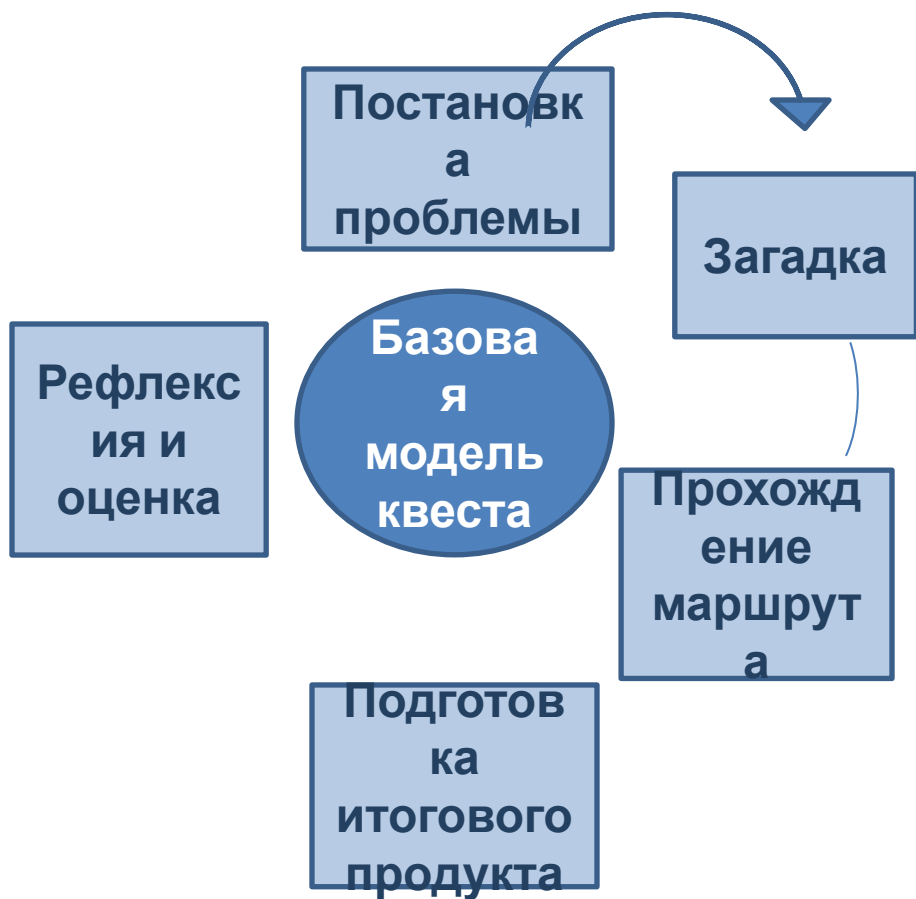 Постановк
а
проблемы
Загадка
Базова
я
модель
квеста
Рефлекс
ия и
оценка
Прохожд
ение
маршрут
а
Подготов
ка
итогового
продукта